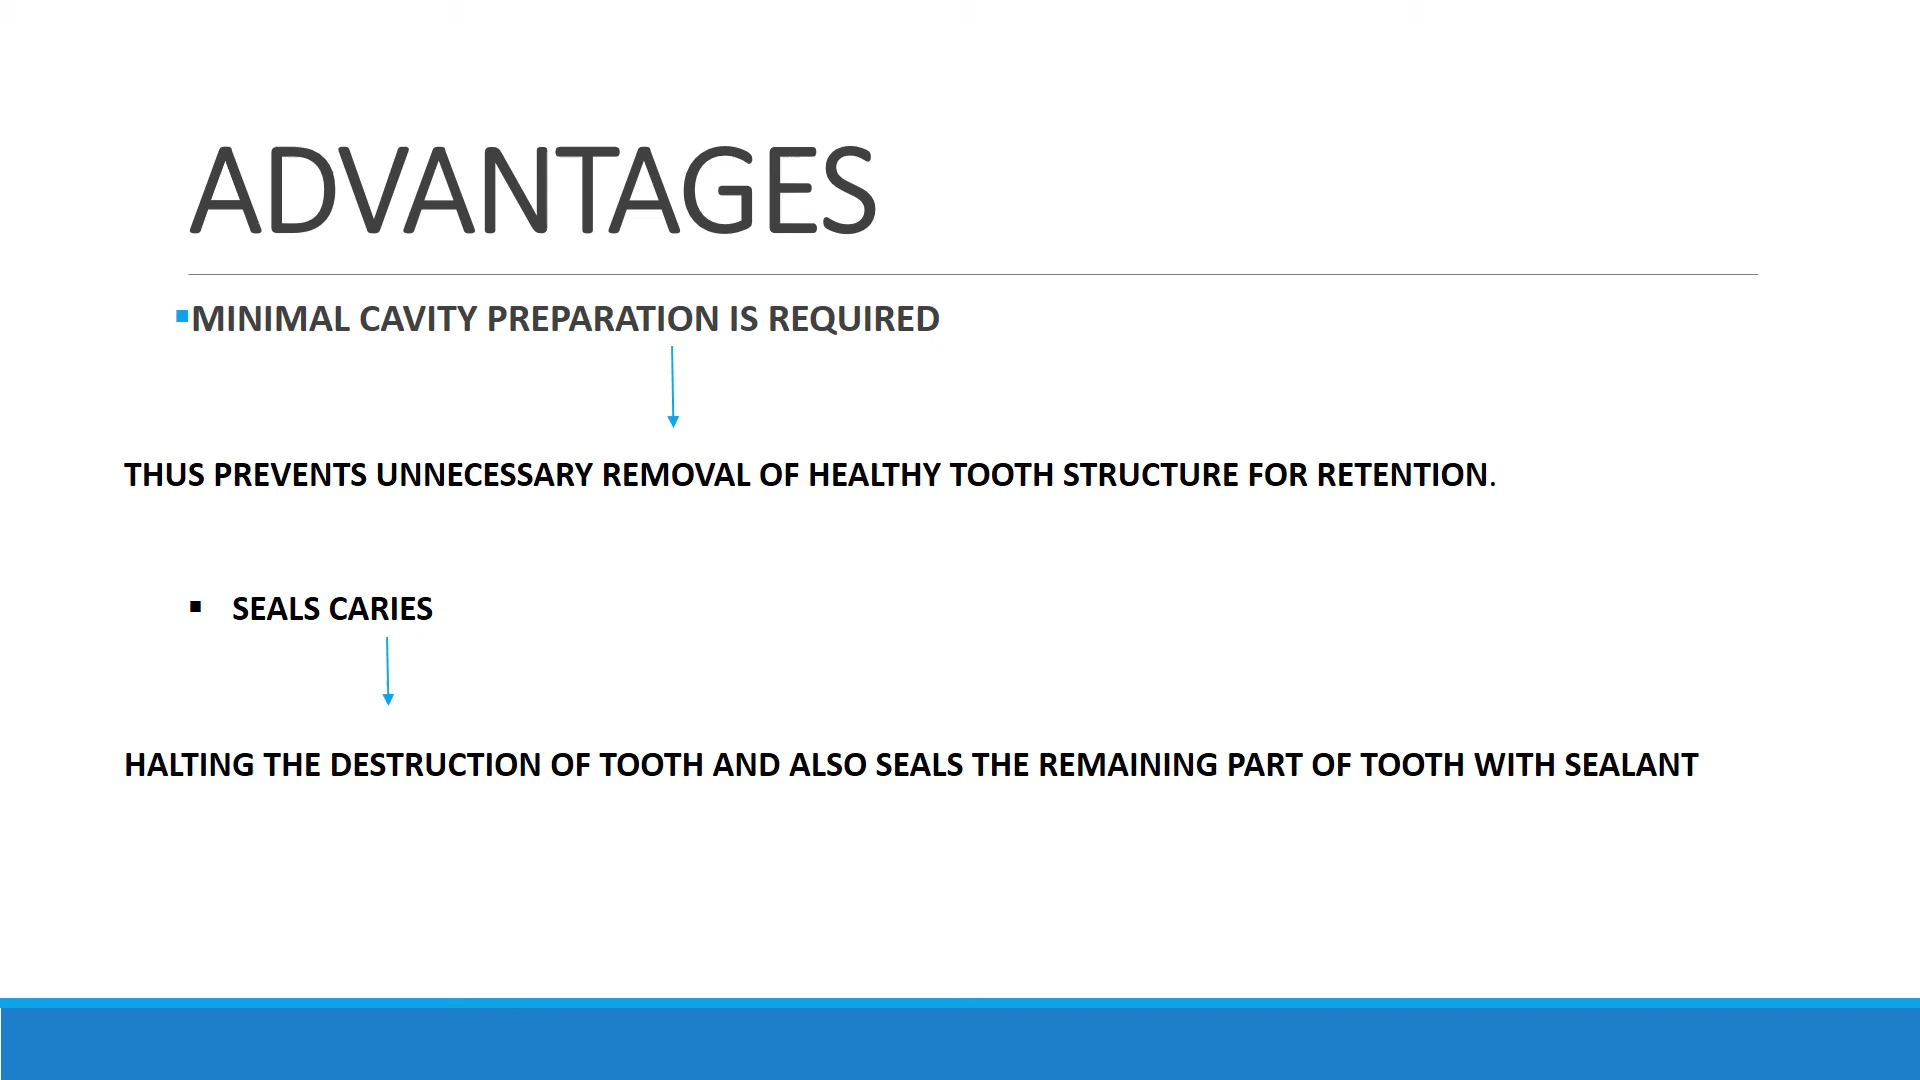 ADVANTAGES
▪MINIMAL CAVITY PREPARATION IS REQUIRED
THUS PREVENTS UNNECESSARY REMOVAL OF HEALTHY TOOTH STRUCTURE FOR RETENTION.
▪ SEALS CARIES
HALTING THE DESTRUCTION OF TOOTH AND ALSO SEALS THE REMAINING PART OF TOOTH WITH SEALANT